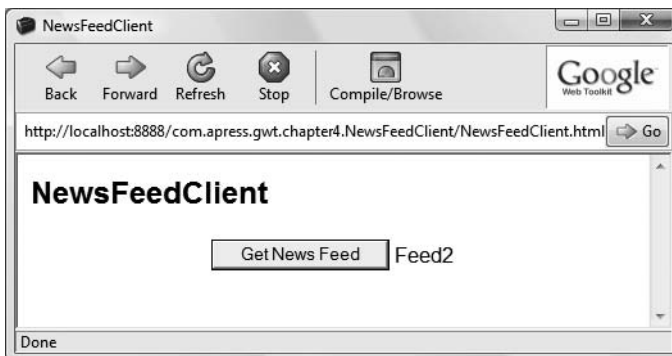 NewsFeedClient
Back Forward Refresh Stop Compile/Browse
Google
Web Toolkit
http://localhost:8888/com.apress.gwt.chapter4.NewsFeedClient/NewsFeedClient.html Go
NewsFeedClient
Get News Feed Feed2
Done